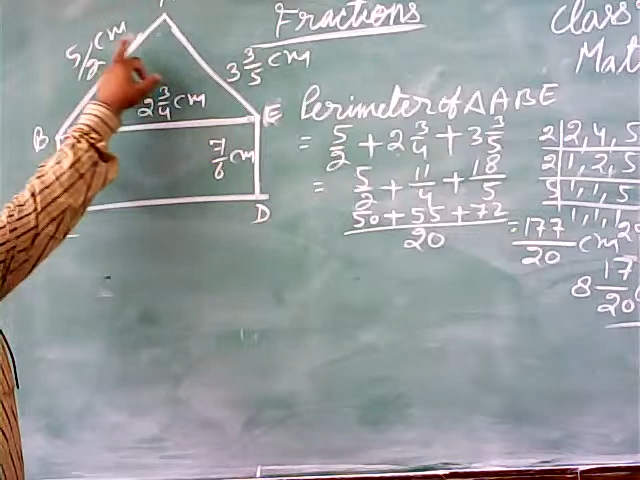 Fractions
Class
Mat
5/2 cm
3 3/5 cm
2 3/4 cm
B
E
7/6 cm
D
Perimeter of △ABE
= 5/2 + 2 3/4 + 3 3/5
= 5/2 + 11/4 + 18/5
50 + 55 + 72 / 20 = 177/20 cm
8 17/20
2 | 2, 4, 5
2 | 1, 2, 5
5 | 1, 1, 5
1, 1, 1